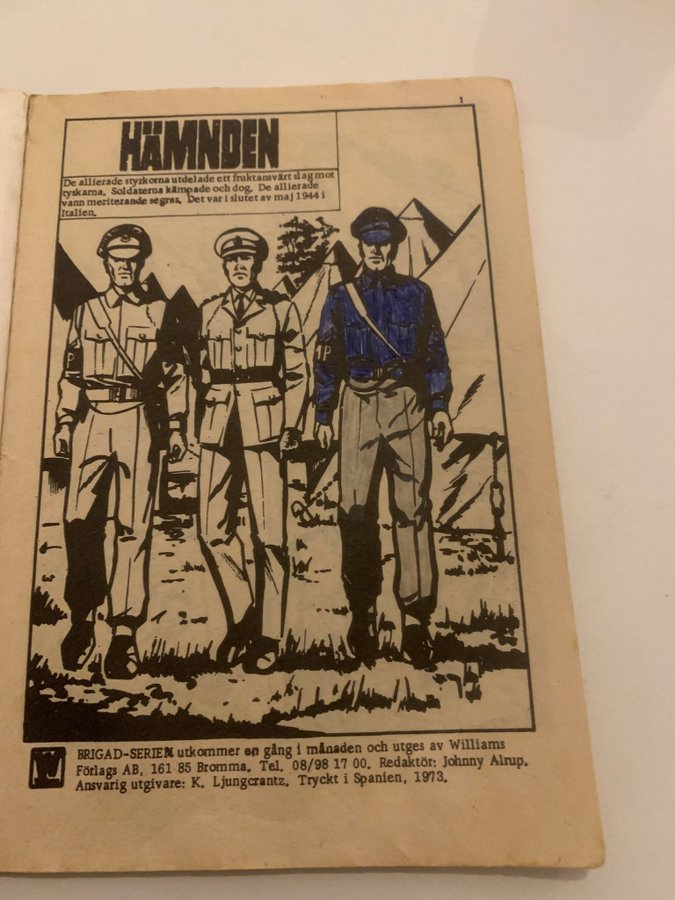 1
HÄMNDEN
De allierade styrkorna utdelade ett fruktansvärt slag mot
tyskarna. Soldaterna kämpade och dog. De allierade
vann meriterande segras. Det var i slutet av maj 1944 i
Italien.
P
MP
BRIGAD-SERIEN utkommer en gång i månaden och utges av Williams
Förlags AB, 161 85 Bromma. Tel. 08/98 17 00. Redaktör: Johnny Alrup.
Ansvarig utgivare: K. Ljungcrantz. Tryckt i Spanien, 1973.